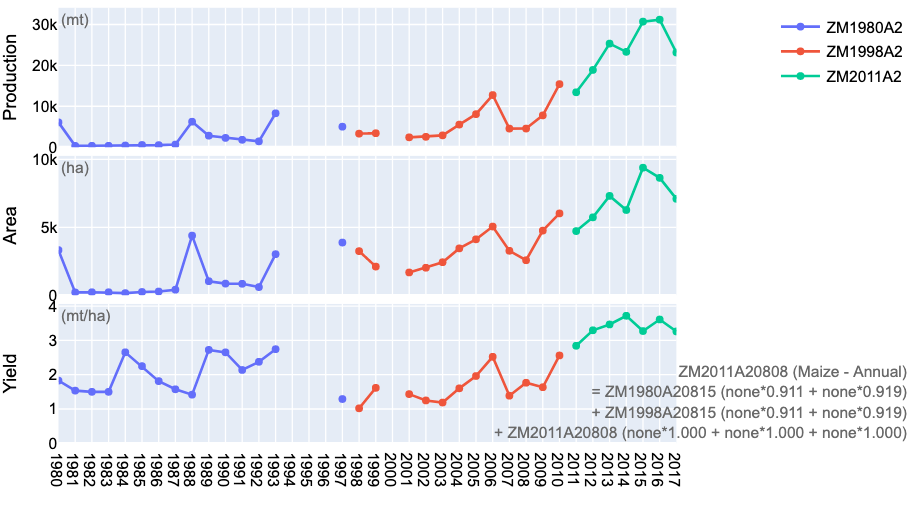 Production
(mt)
30k
20k
10k
0
ZM1980A2
ZM1998A2
ZM2011A2
Area
(ha)
10k
5k
0
Yield
(mt/ha)
4
3
2
1
0
ZM2011A20808 (Maize - Annual)
= ZM1980A20815 (none*0.911 + none*0.919)
+ ZM1998A20815 (none*0.911 + none*0.919)
+ ZM2011A20808 (none*1.000 + none*1.000 + none*1.000)
1980
1981
1982
1983
1984
1985
1986
1987
1988
1989
1990
1991
1992
1993
1994
1995
1996
1997
1998
1999
2000
2001
2002
2003
2004
2005
2006
2007
2008
2009
2010
2011
2012
2013
2014
2015
2016
2017